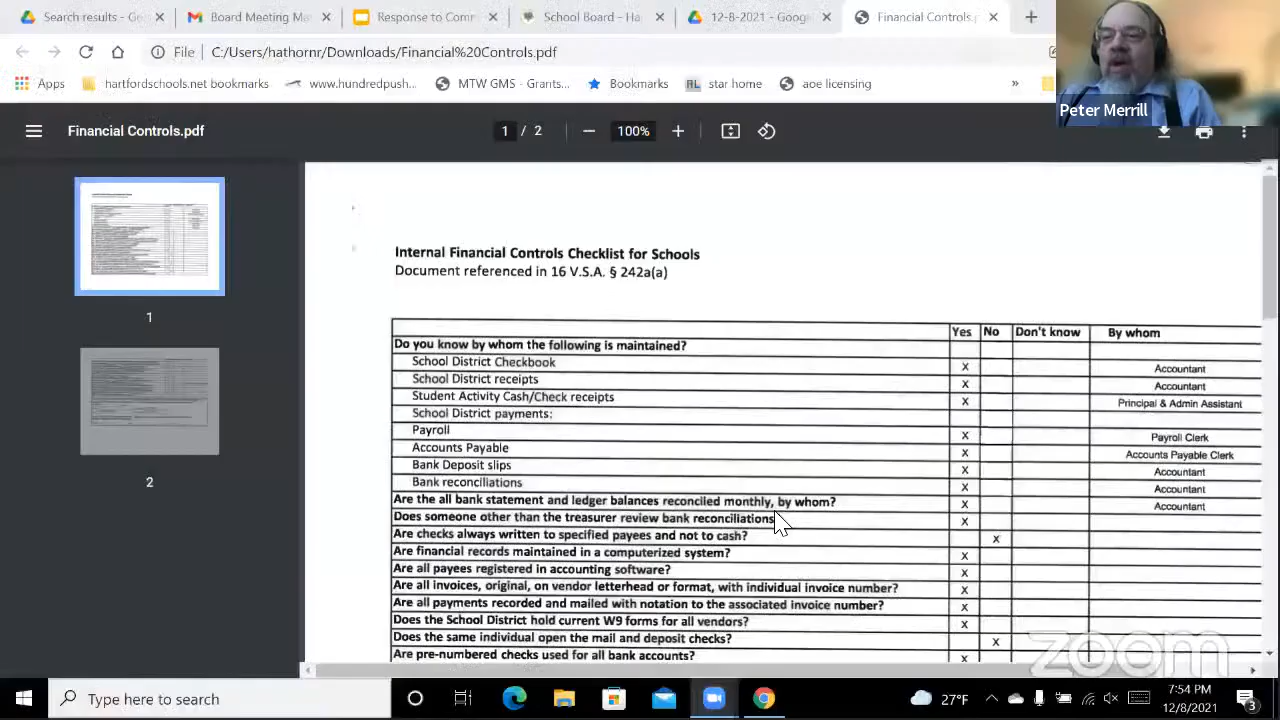 Search results - G
Board Meeting Ma
Response to Comm
School Board - Ha
12-8-2021 - Google
Financial Controls.p
File C:/Users/hathornr/Downloads/Financial%20Controls.pdf
Apps hartfordschools.net bookmarks www.hundredpush... MTW GMS - Grants... Bookmarks star home aoe licensing »
Peter Merrill
Financial Controls.pdf 1 / 2 100%
1
2
Internal Financial Controls Checklist for Schools
Document referenced in 16 V.S.A. § 242a(a)
Yes No Don't know By whom
Do you know by whom the following is maintained?
School District Checkbook x Accountant
School District receipts x Accountant
Student Activity Cash/Check receipts x Principal & Admin Assistant
School District payments:
Payroll x Payroll Clerk
Accounts Payable x Accounts Payable Clerk
Bank Deposit slips x Accountant
Bank reconciliations x Accountant
Are the all bank statement and ledger balances reconciled monthly, by whom? x Accountant
Does someone other than the treasurer review bank reconciliations x
Are checks always written to specified payees and not to cash? x
Are financial records maintained in a computerized system? x
Are all payees registered in accounting software? x
Are all invoices, original, on vendor letterhead or format, with individual invoice number? x
Are all payments recorded and mailed with notation to the associated invoice number? x
Does the School District hold current W9 forms for all vendors? x
Does the same individual open the mail and deposit checks? x
Are pre-numbered checks used for all bank accounts? x
zoom
Type here to search
27°F
7:54 PM
12/8/2021
3